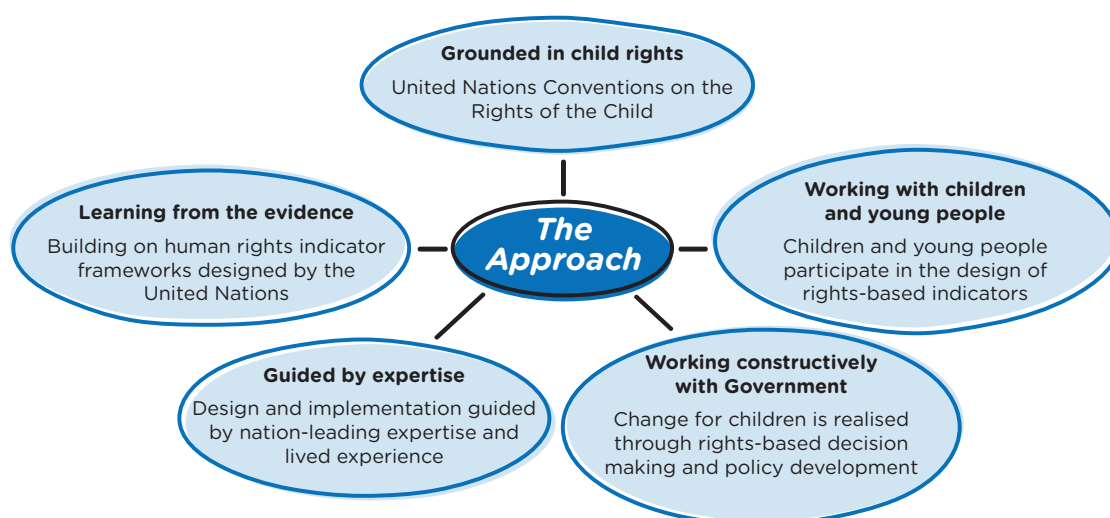 Grounded in child rights
United Nations Conventions on the
Rights of the Child
Learning from the evidence
Building on human rights indicator
frameworks designed by the
United Nations
The
Approach
Working with children
and young people
Children and young people
participate in the design of
rights-based indicators
Guided by expertise
Design and implementation guided
by nation-leading expertise and
lived experience
Working constructively
with Government
Change for children is realised
through rights-based decision
making and policy development